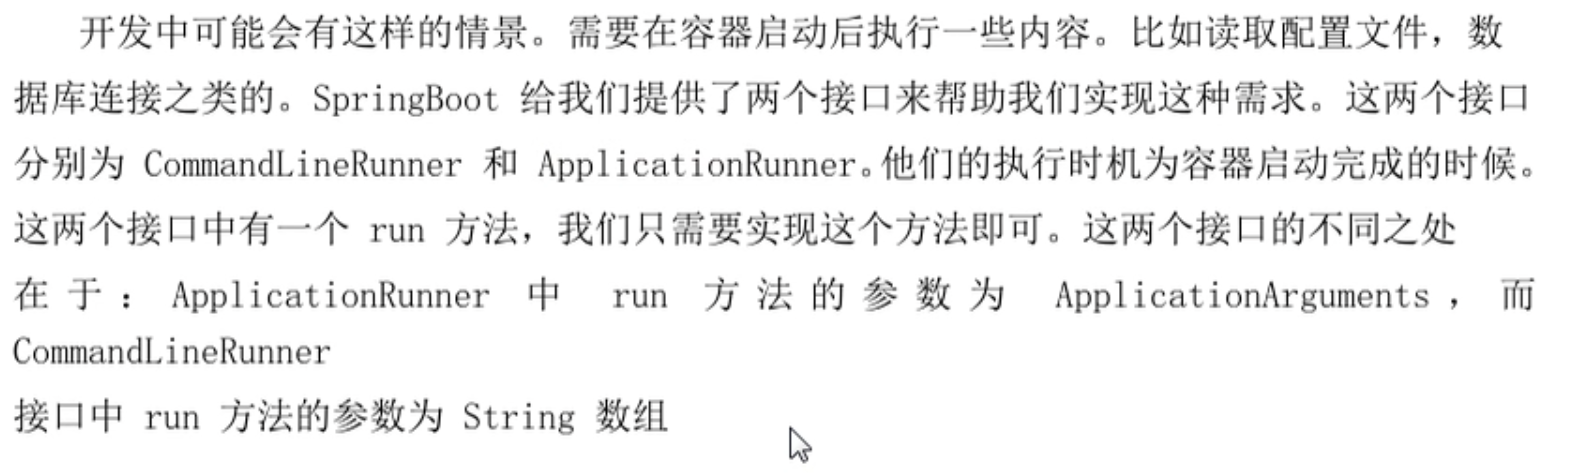 开发中可能会有这样的情景。需要在容器启动后执行一些内容。比如读取配置文件，数
据库连接之类的。SpringBoot 给我们提供了两个接口来帮助我们实现这种需求。这两个接口
分别为 CommandLineRunner 和 ApplicationRunner。他们的执行时机为容器启动完成的时候。
这两个接口中有一个 run 方法，我们只需要实现这个方法即可。这两个接口的不同之处
在于：ApplicationRunner 中 run 方法的参数为 ApplicationArguments，而
CommandLineRunner
接口中 run 方法的参数为 String 数组